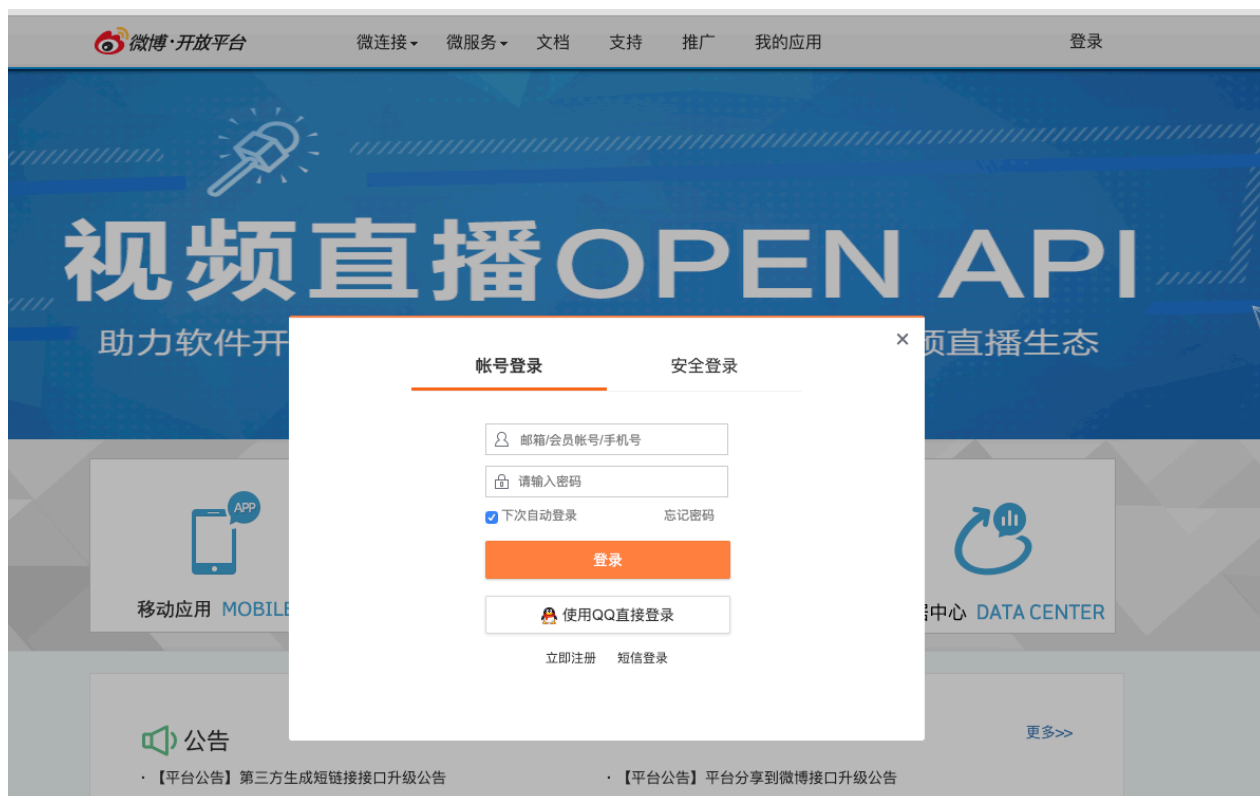 微博·开放平台 微连接 微服务 文档 支持 推广 我的应用 登录
视频直播OPEN API
助力软件开 频直播生态
帐号登录 安全登录 ×
邮箱/会员帐号/手机号
请输入密码
下次自动登录 忘记密码
登录
使用QQ直接登录
立即注册 短信登录
APP
移动应用 MOBILE
中心 DATA CENTER
公告 更多>>
· 【平台公告】第三方生成短链接接口升级公告 · 【平台公告】平台分享到微博接口升级公告